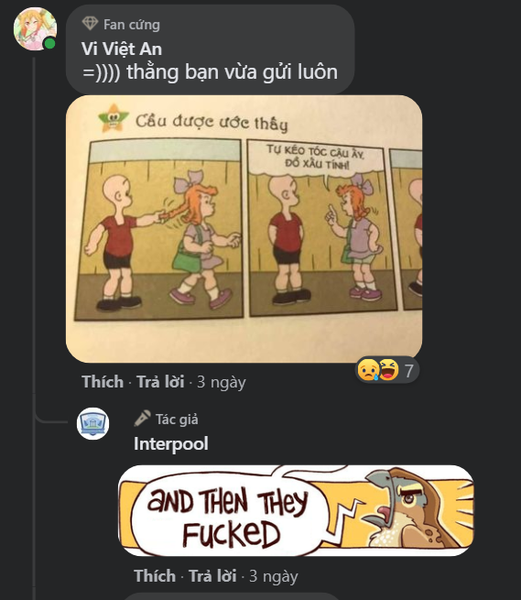 Fan cứng
Vi Việt An
=)))) thằng bạn vừa gửi luôn
Cầu được ước thấy
TỰ KÉO TÓC CẬU ẤY,
ĐỒ XẤU TÍNH!
7
Thích · Trả lời · 3 ngày
Tác giả
Interpool
AND THEN THEY
FUCKED
Thích · Trả lời · 3 ngày